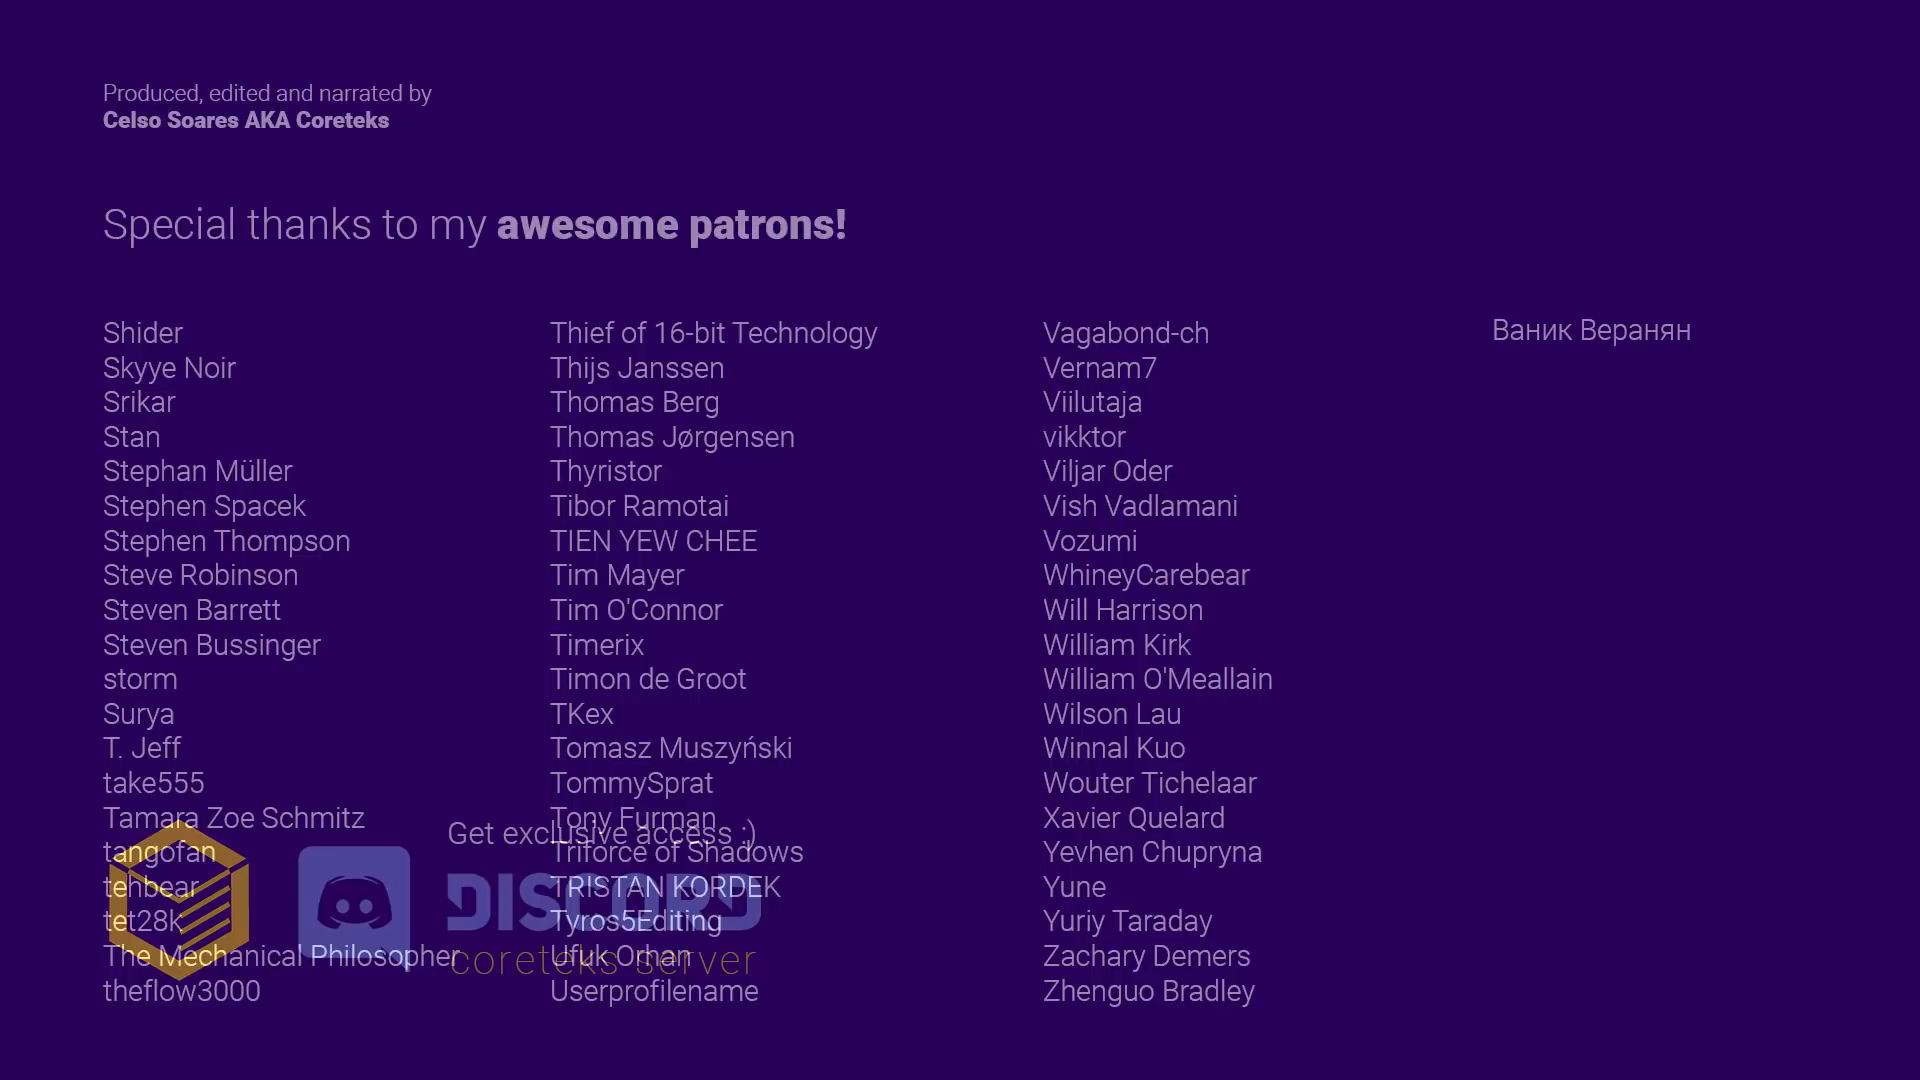 Produced, edited and narrated by
Celso Soares AKA Coreteks
Special thanks to my awesome patrons!
Shider
Skyye Noir
Srikar
Stan
Stephan Müller
Stephen Spacek
Stephen Thompson
Steve Robinson
Steven Barrett
Steven Bussinger
storm
Surya
T. Jeff
take555
Tamara Zoe Schmitz
tangofan
tehbear
tet28k
The Mechanical Philosopher
theflow3000
Thief of 16-bit Technology
Thijs Janssen
Thomas Berg
Thomas Jørgensen
Thyristor
Tibor Ramotai
TIEN YEW CHEE
Tim Mayer
Tim O'Connor
Timerix
Timon de Groot
TKex
Tomasz Muszyński
TommySprat
Tony Furman
Triforce of Shadows
TRISTAN KORDEK
Tyros5Editing
Ufuk Orhan
Userprofilename
Vagabond-ch
Vernam7
Viilutaja
vikktor
Viljar Oder
Vish Vadlamani
Vozumi
WhineyCarebear
Will Harrison
William Kirk
William O'Meallain
Wilson Lau
Winnal Kuo
Wouter Tichelaar
Xavier Quelard
Yevhen Chupryna
Yune
Yuriy Taraday
Zachary Demers
Zhenguo Bradley
Ваник Веранян
Get exclusive access :)
DISCORD
coreteks server